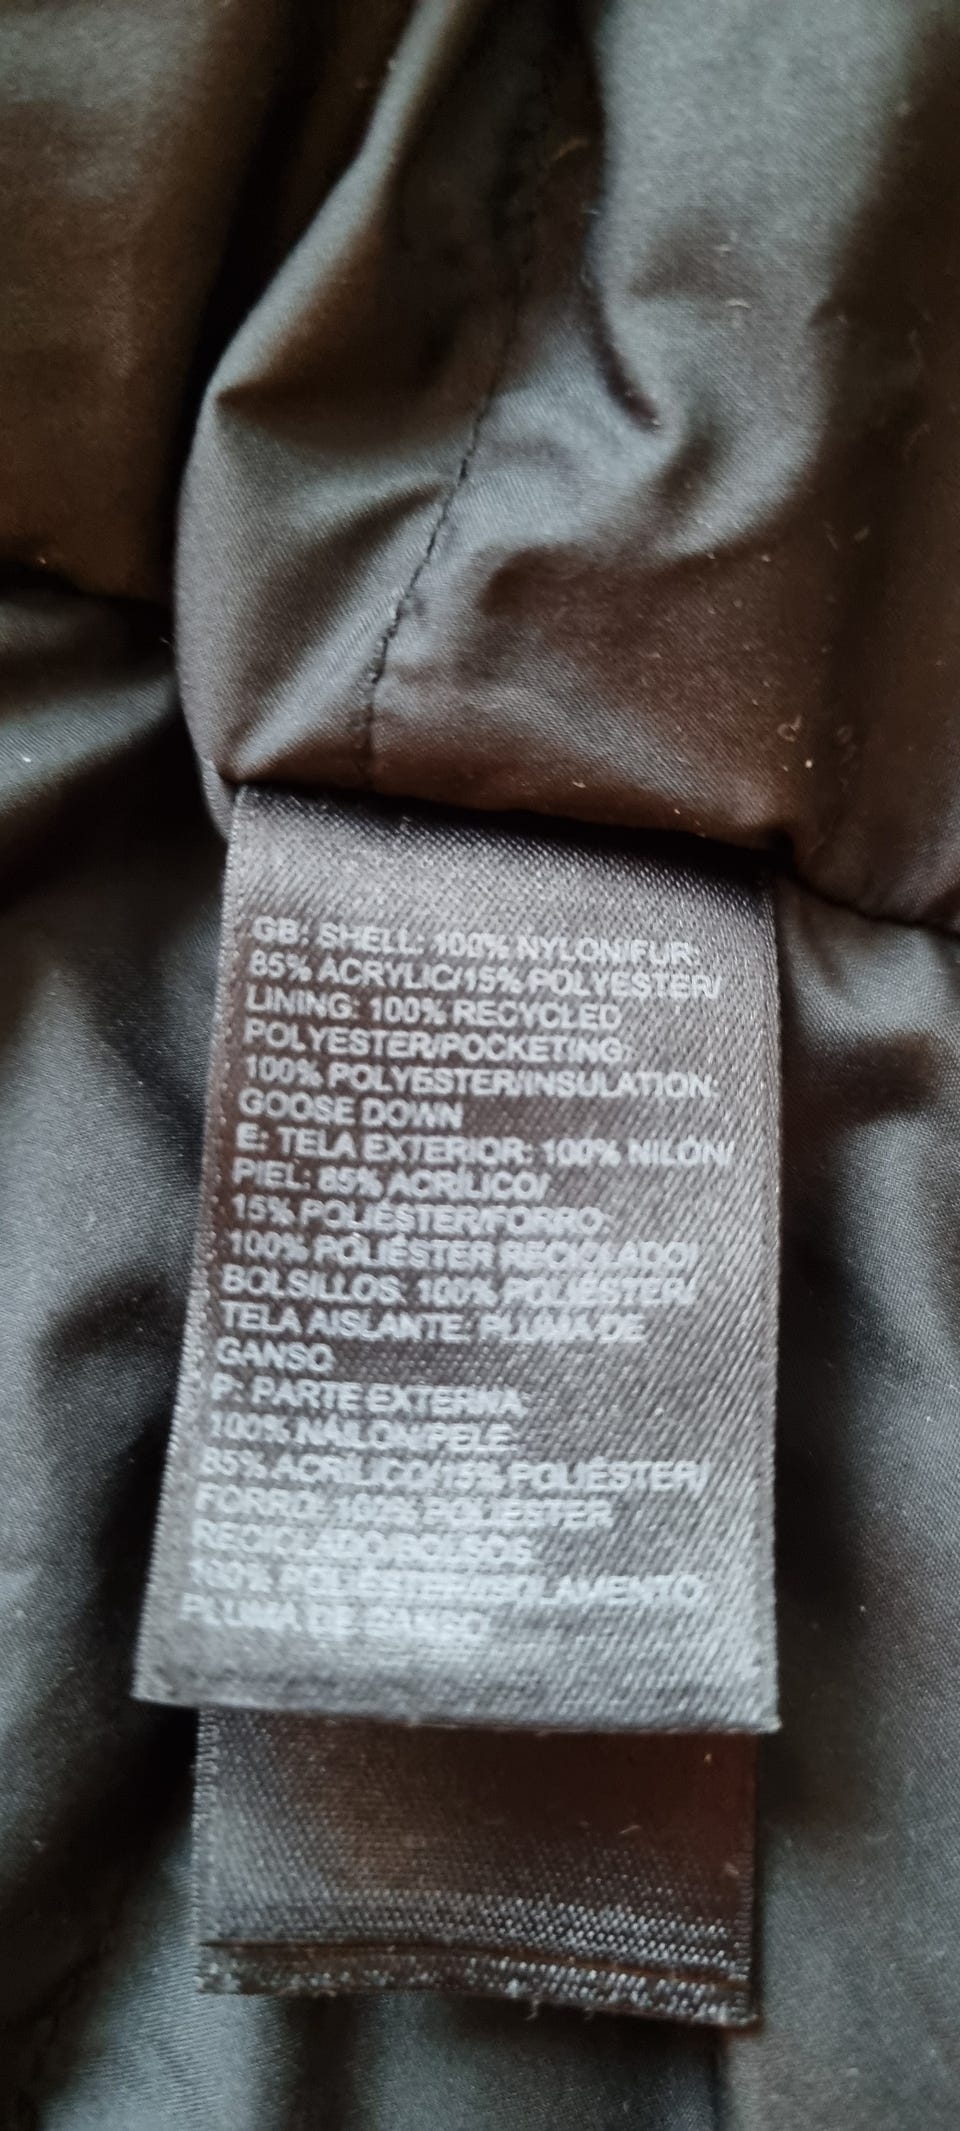 GB: SHELL: 100% NYLON/FUR:
85% ACRYLIC/15% POLYESTER/
LINING: 100% RECYCLED
POLYESTER/POCKETING:
100% POLYESTER/INSULATION:
GOOSE DOWN
E: TELA EXTERIOR: 100% NILÓN/
PIEL: 85% ACRÍLICO/
15% POLIÉSTER/FORRO:
100% POLIÉSTER RECICLADO/
BOLSILLOS: 100% POLIÉSTER/
TELA AISLANTE: PLUMA DE
GANSO
P: PARTE EXTERNA:
100% NÁILON/PELE:
85% ACRÍLICO/15% POLIÉSTER/
FORRO: 100% POLIÉSTER
RECICLADO/BOLSOS:
100% POLIÉSTER/ISOLAMENTO:
PLUMA DE GANSO